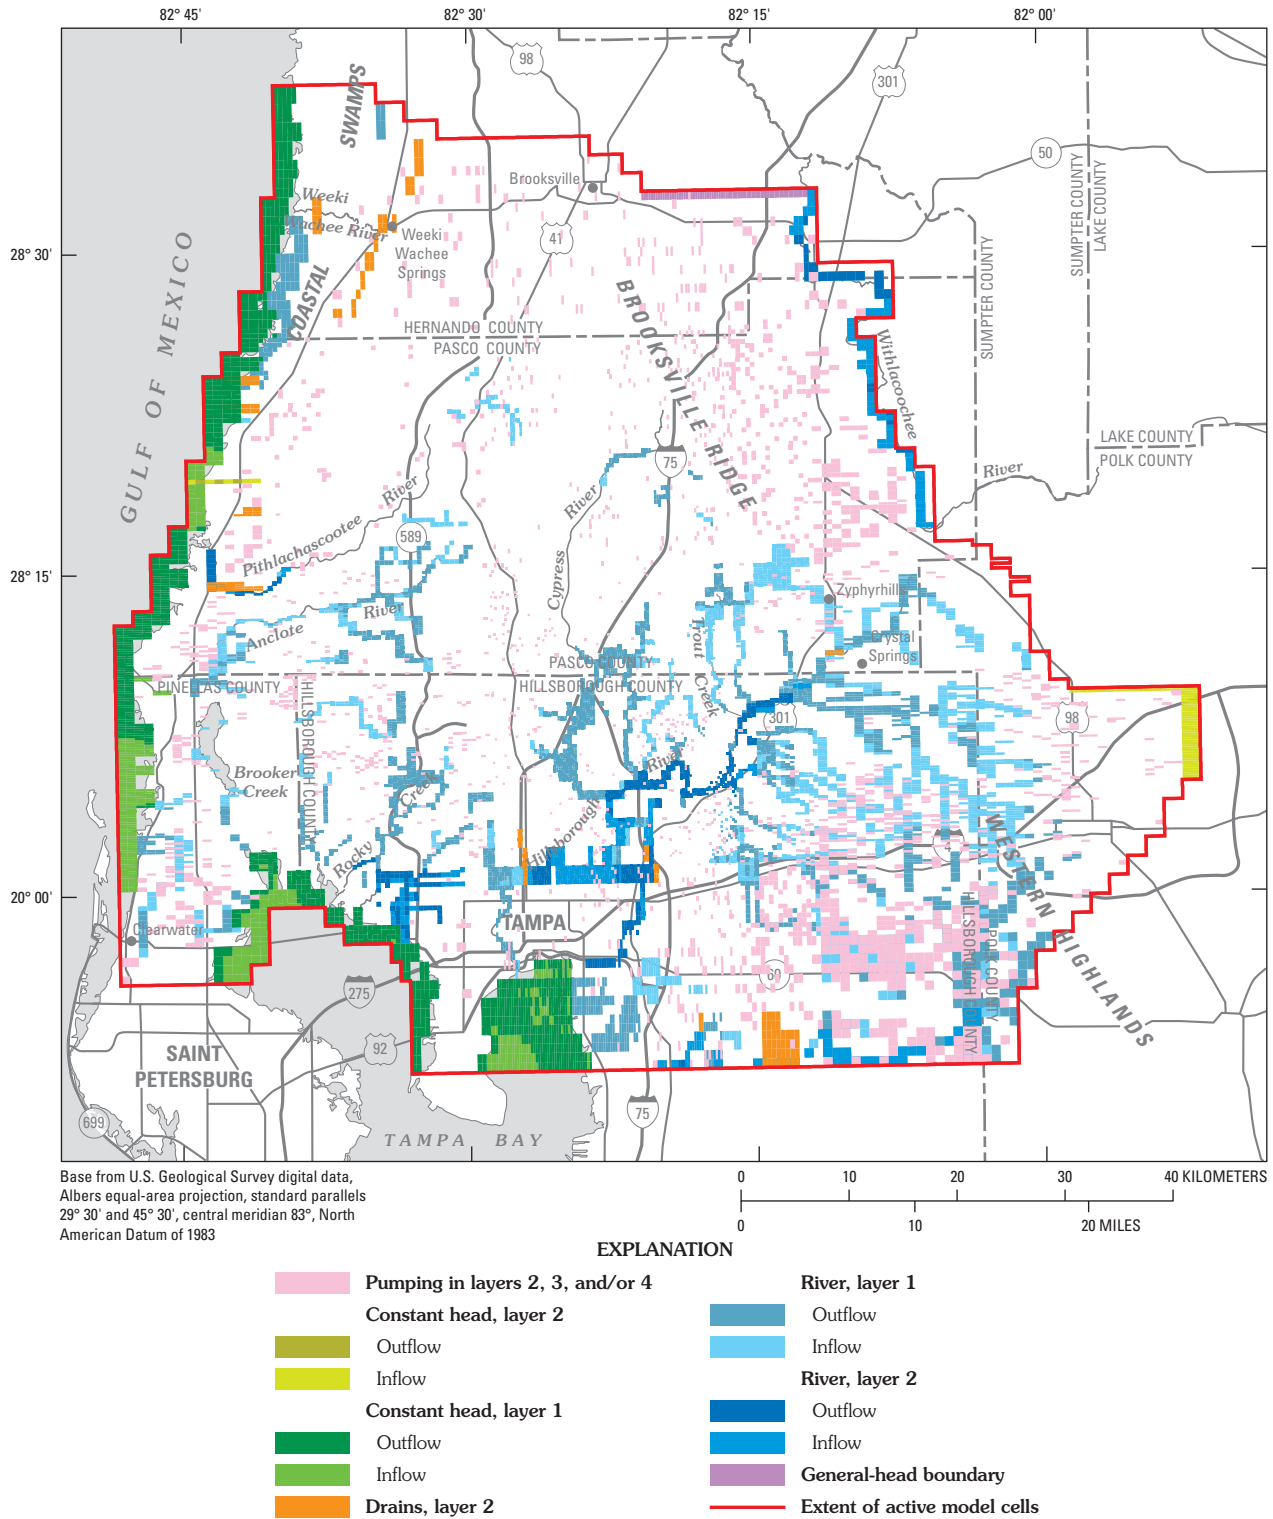 82° 45'
82° 30'
82° 15'
82° 00'
98
301
50
SWAMPS
Brooksville
SUMPTER COUNTY
LAKE COUNTY
Weeki
Wachee River
Weeki
Wachee
Springs
41
28° 30'
SUMPTER COUNTY
GULF OF MEXICO
COASTAL
BROOKSVILLE RIDGE
HERNANDO COUNTY
PASCO COUNTY
Withlacoochee
River
LAKE COUNTY
POLK COUNTY
75
Pithlachascotee River
589
Cypress River
28° 15'
Zyphyrhills
Anclote River
Trout Creek
Crystal
Springs
PASCO COUNTY
HILLSBOROUGH COUNTY
PINELLAS COUNTY
HILLSBOROUGH COUNTY
301
98
Brooker
Creek
Rocky Creek
Hillsborough River
4
WESTERN HIGHLANDS
20° 00'
TAMPA
Clearwater
HILLSBOROUGH COUNTY
POLK COUNTY
60
275
92
SAINT
PETERSBURG
699
75
TAMPA BAY
Base from U.S. Geological Survey digital data,
Albers equal-area projection, standard parallels
29° 30' and 45° 30', central meridian 83°, North
American Datum of 1983
0 10 20 30 40 KILOMETERS
0 10 20 MILES
EXPLANATION
Pumping in layers 2, 3, and/or 4
Constant head, layer 2
Outflow
Inflow
Constant head, layer 1
Outflow
Inflow
Drains, layer 2
River, layer 1
Outflow
Inflow
River, layer 2
Outflow
Inflow
General-head boundary
Extent of active model cells